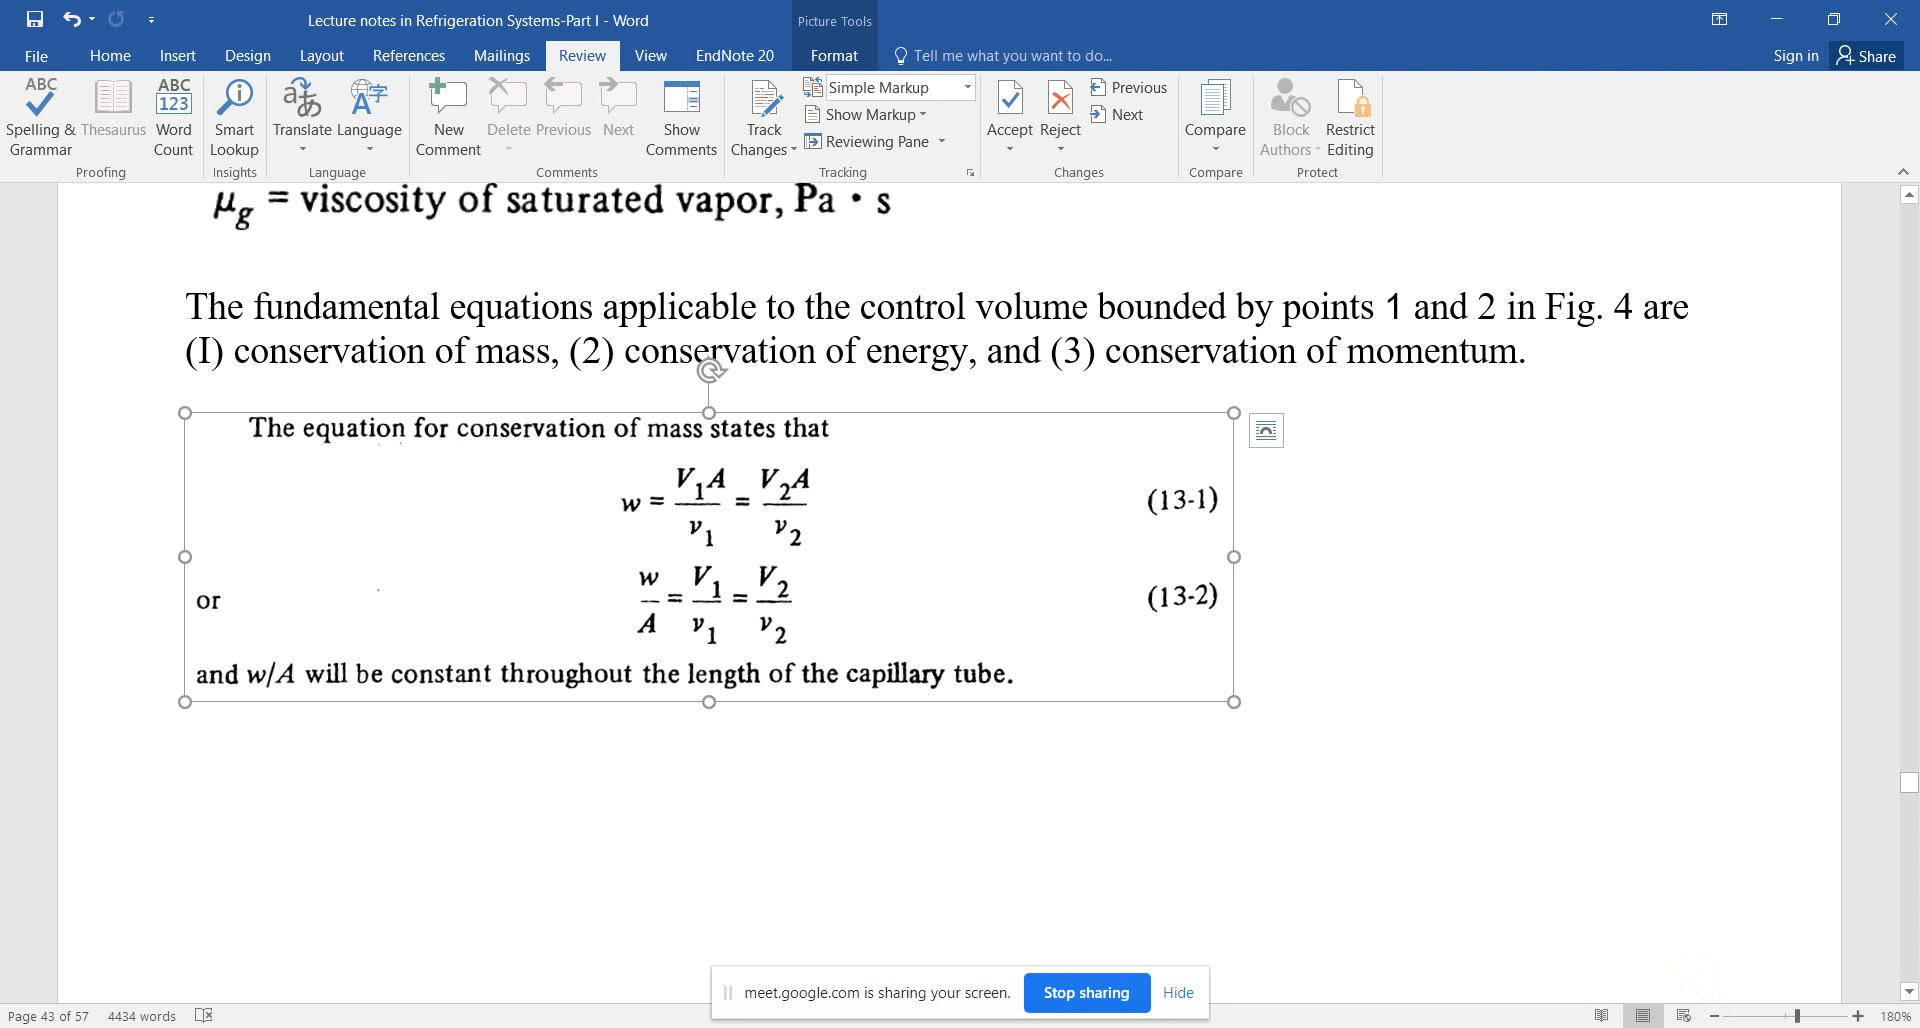 Lecture notes in Refrigeration Systems-Part I - Word
Picture Tools
File Home Insert Design Layout References Mailings Review View EndNote 20 Format Tell me what you want to do... Sign in Share
ABC Spelling & Grammar
Thesaurus
ABC 123 Word Count
Proofing
Smart Lookup
Insights
Translate
Language
Language
New Comment
Delete
Previous
Next
Show Comments
Comments
Track Changes
Simple Markup
Show Markup
Reviewing Pane
Tracking
Accept
Reject
Previous
Next
Changes
Compare
Compare
Block Authors
Restrict Editing
Protect
μg = viscosity of saturated vapor, Pa · s
The fundamental equations applicable to the control volume bounded by points 1 and 2 in Fig. 4 are
(I) conservation of mass, (2) conservation of energy, and (3) conservation of momentum.
The equation for conservation of mass states that
w = V₁A / ν₁ = V₂A / ν₂ (13-1)
or w / A = V₁ / ν₁ = V₂ / ν₂ (13-2)
and w/A will be constant throughout the length of the capillary tube.
meet.google.com is sharing your screen. Stop sharing Hide
Page 43 of 57 4434 words 180%